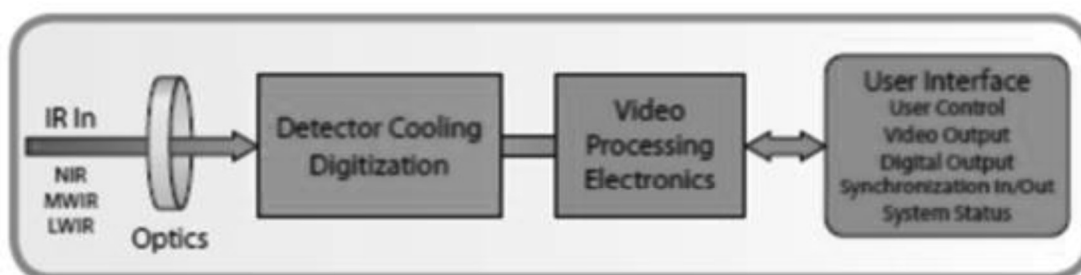 IR In
NIR
MWIR
LWIR
Optics
Detector Cooling
Digitization
Video
Processing
Electronics
User Interface
User Control
Video Output
Digital Output
Synchronization In/Out
System Status